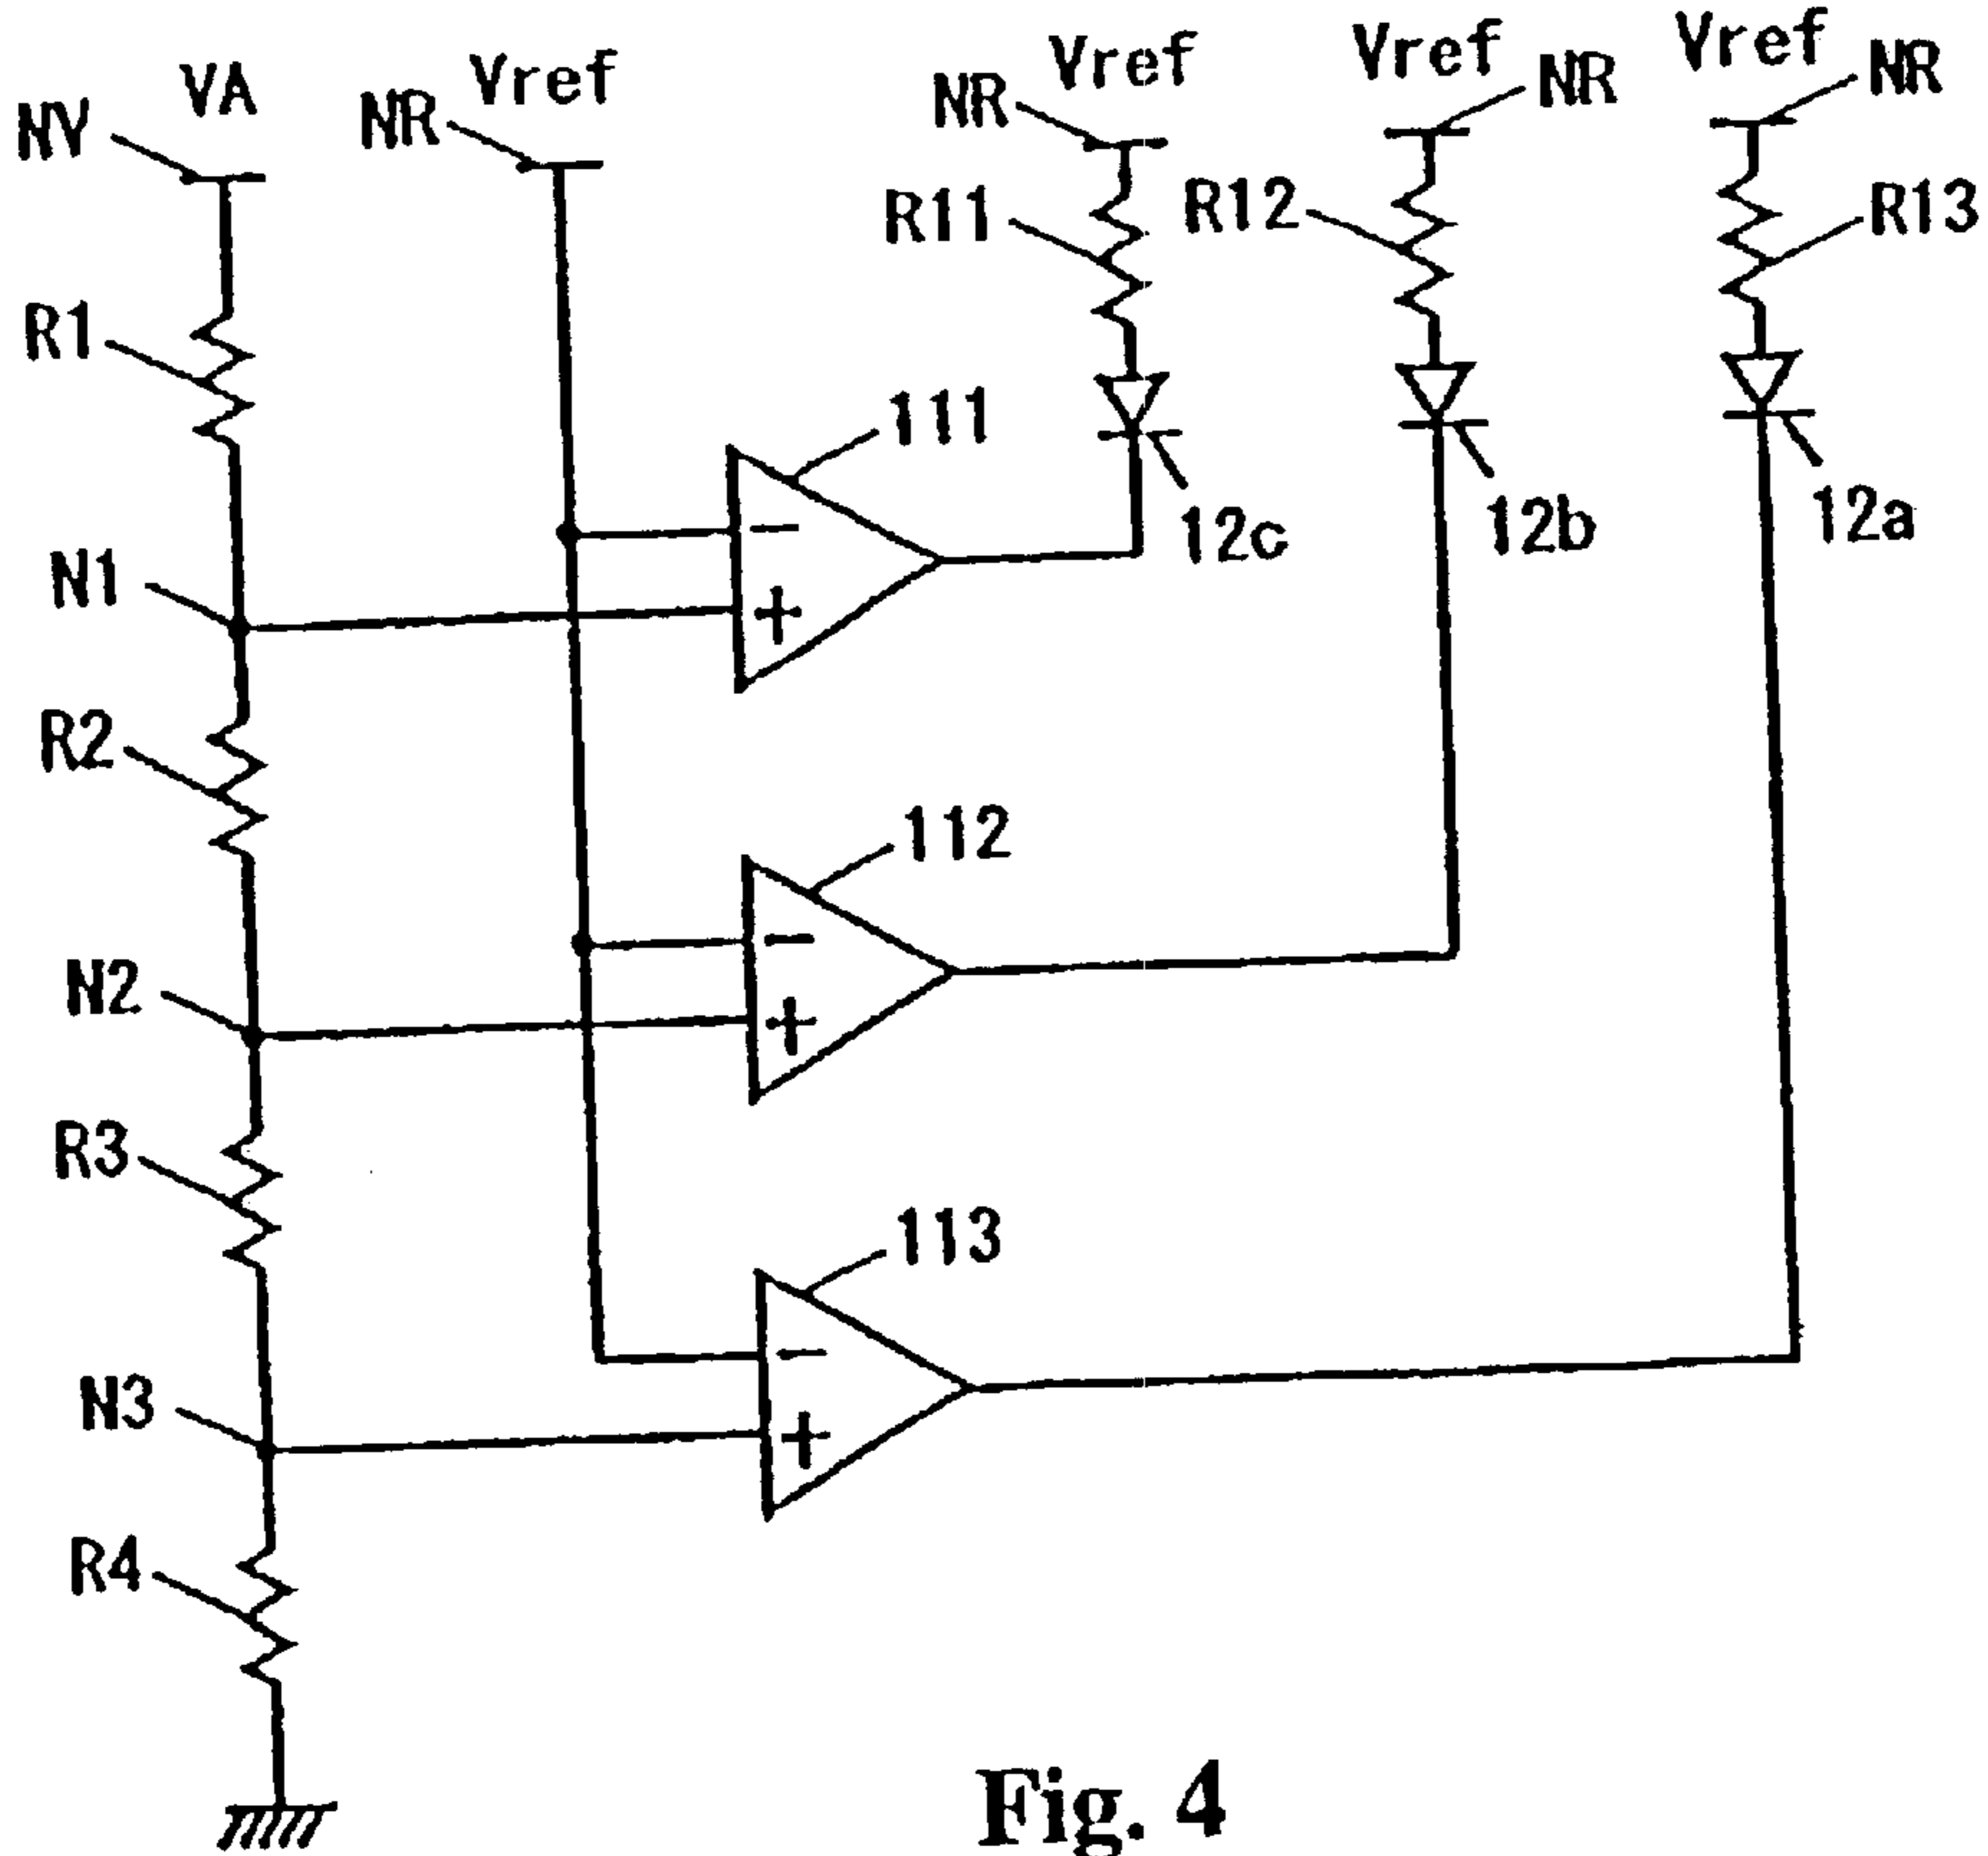 VA
Vref
Vref
Vref
Vref
NV
NR
NR
NR
NR
R1
R11
R12
R13
111
12c
12b
12a
-
+
N1
R2
112
-
+
N2
R3
113
-
+
N3
R4
Fig. 4